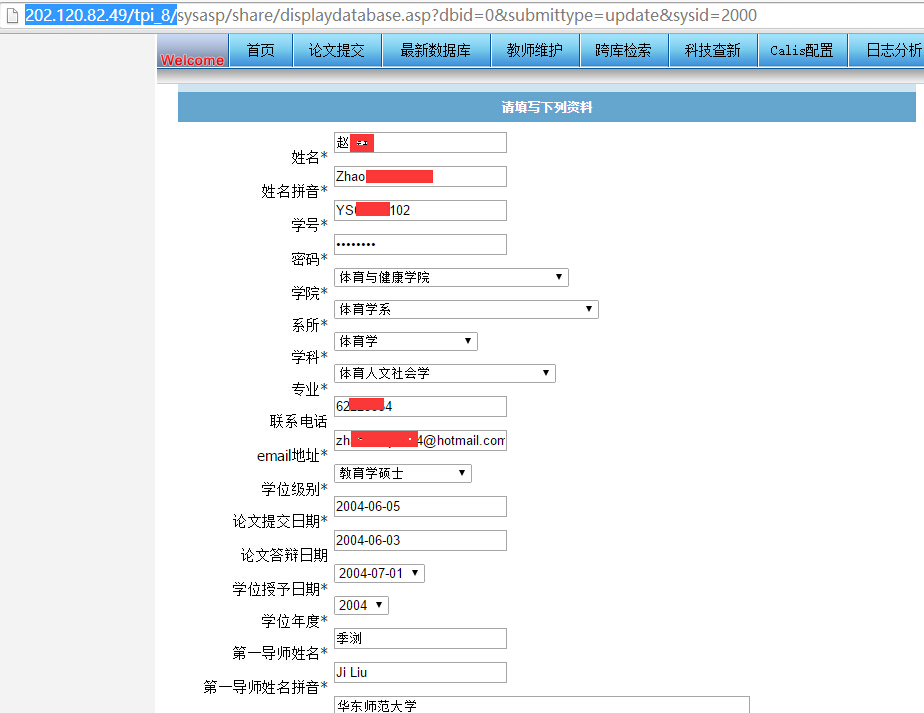 202.120.82.49/tpi_8/sysasp/share/displaydatabase.asp?dbid=0&submittype=update&sysid=2000
Welcome 首页 论文提交 最新数据库 教师维护 跨库检索 科技查新 Calis配置 日志分析
请填写下列资料
姓名* 赵
姓名拼音* Zhao
学号* YS 102
密码* ••••••••
学院* 体育与健康学院
系所* 体育学系
学科* 体育学
专业* 体育人文社会学
联系电话 62 4
email地址* zh 4@hotmail.com
学位级别* 教育学硕士
论文提交日期* 2004-06-05
论文答辩日期 2004-06-03
学位授予日期* 2004-07-01
学位年度* 2004
第一导师姓名* 季浏
第一导师姓名拼音* Ji Liu
华东师范大学